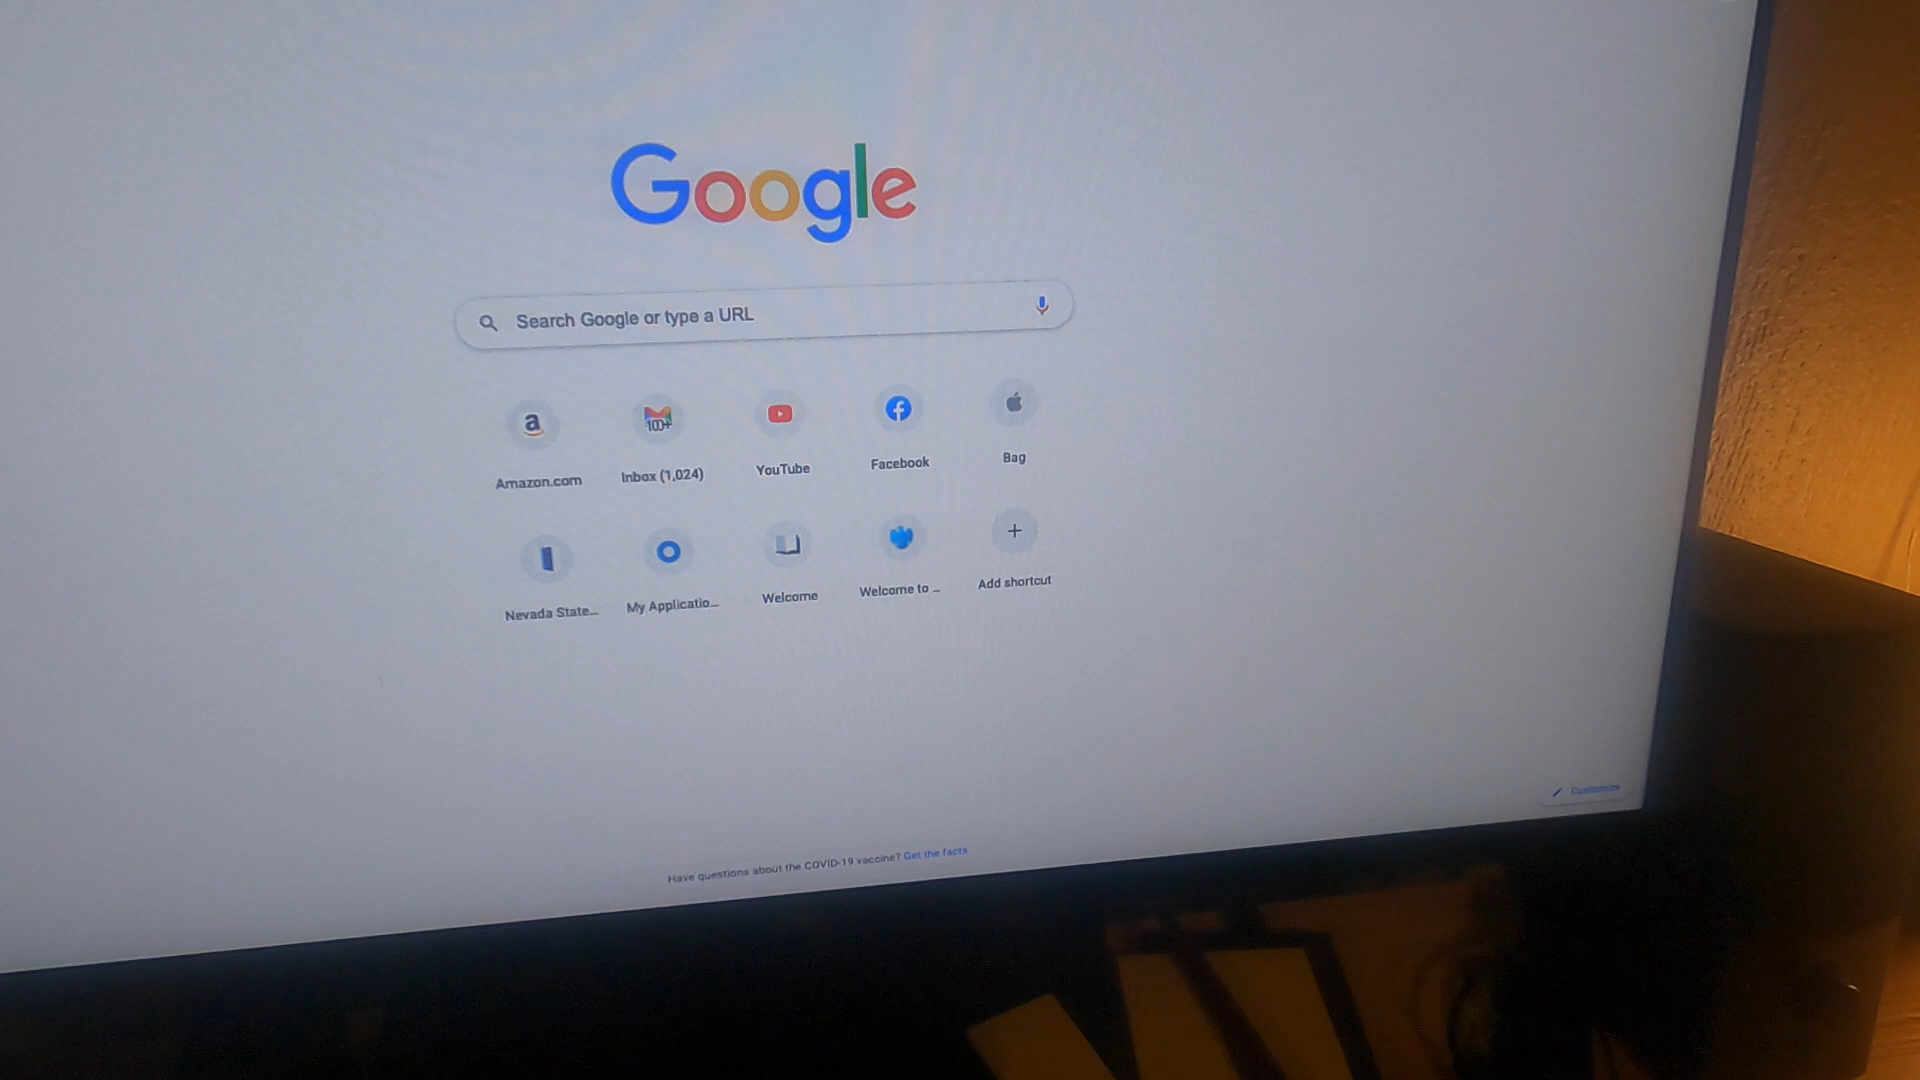 Google
Search Google or type a URL
a
100+
Amazon.com
Inbox (1,024)
YouTube
Facebook
Bag
Nevada State...
My Applicatio...
Welcome
Welcome to ...
Add shortcut
Customize
Have questions about the COVID-19 vaccine? Get the facts